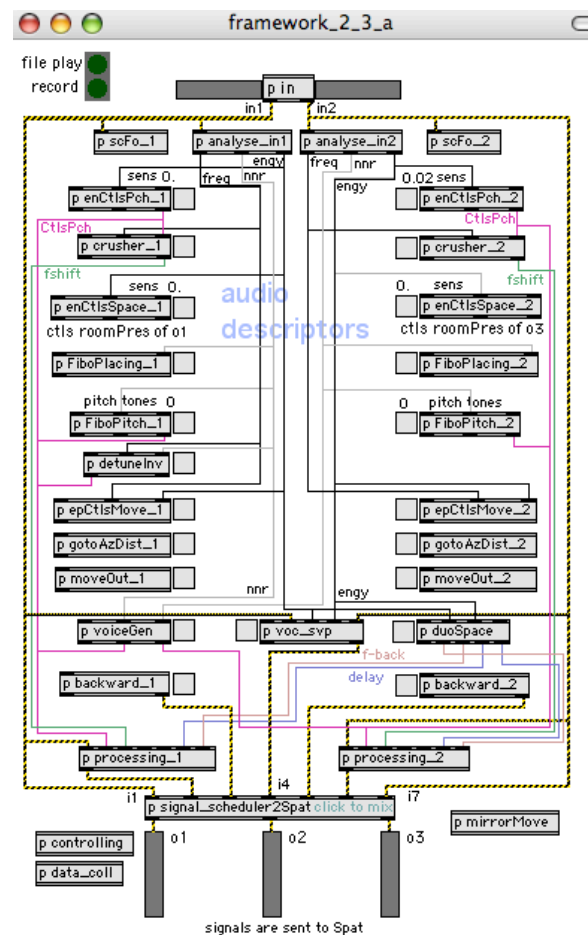 framework_2_3_a
file play
record
p in
in1 in2
p scFo_1 p analyse_in1 p analyse_in2 p scFo_2
engy
freq nnr freq nnr
engy
sens 0. 0.02 sens
p enCtlsPch_1 p enCtlsPch_2
CtlsPch CtlsPch
p crusher_1 p crusher_2
fshift fshift
sens 0. 0. sens
audio
p enCtlsSpace_1 p enCtlsSpace_2
descriptors
ctls roomPres of o1 ctls roomPres of o3
p FiboPlacing_1 p FiboPlacing_2
pitch tones 0 0 pitch tones
p FiboPitch_1 p FiboPitch_2
p detuneInv
p epCtlsMove_1 p epCtlsMove_2
p gotoAzDist_1 p gotoAzDist_2
p moveOut_1 p moveOut_2
nnr engy
p voiceGen p voc_svp p duoSpace
f-back
delay
p backward_1 p backward_2
p processing_1 p processing_2
i1 i4 i7
p signal_scheduler2Spat click to mix
p mirrorMove
o1 o2 o3
p controlling
p data_coll
signals are sent to Spat